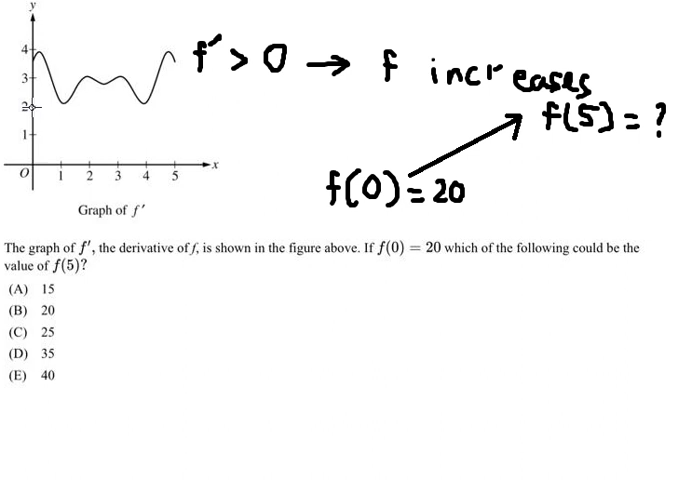 y
4
3
2
1
O 1 2 3 4 5 x
Graph of f′
f′ > 0 → f increases
f(5) = ?
f(0) = 20
The graph of f′, the derivative of f, is shown in the figure above. If f(0) = 20 which of the following could be the
value of f(5)?
(A) 15
(B) 20
(C) 25
(D) 35
(E) 40